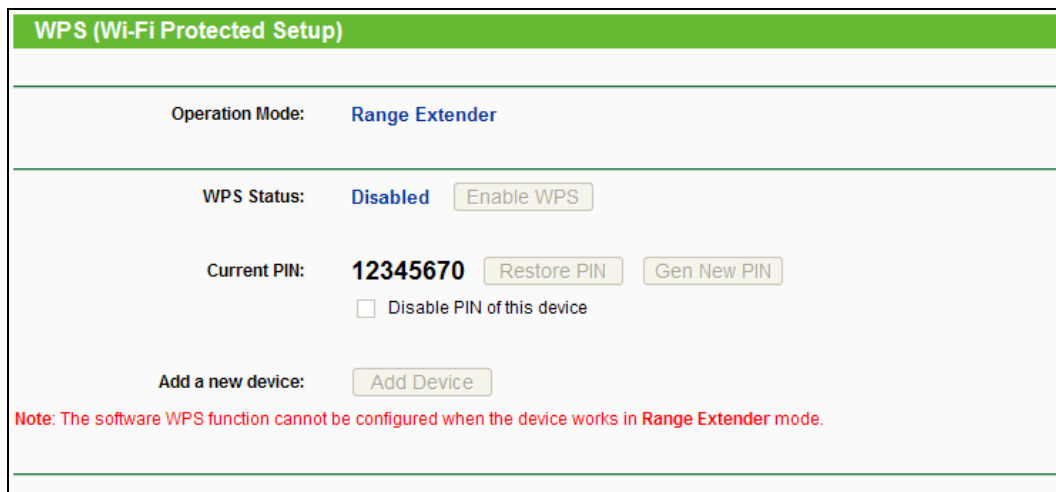 WPS (Wi-Fi Protected Setup)
Operation Mode: Range Extender
WPS Status: Disabled Enable WPS
Current PIN: 12345670 Restore PIN Gen New PIN
Disable PIN of this device
Add a new device: Add Device
Note: The software WPS function cannot be configured when the device works in Range Extender mode.